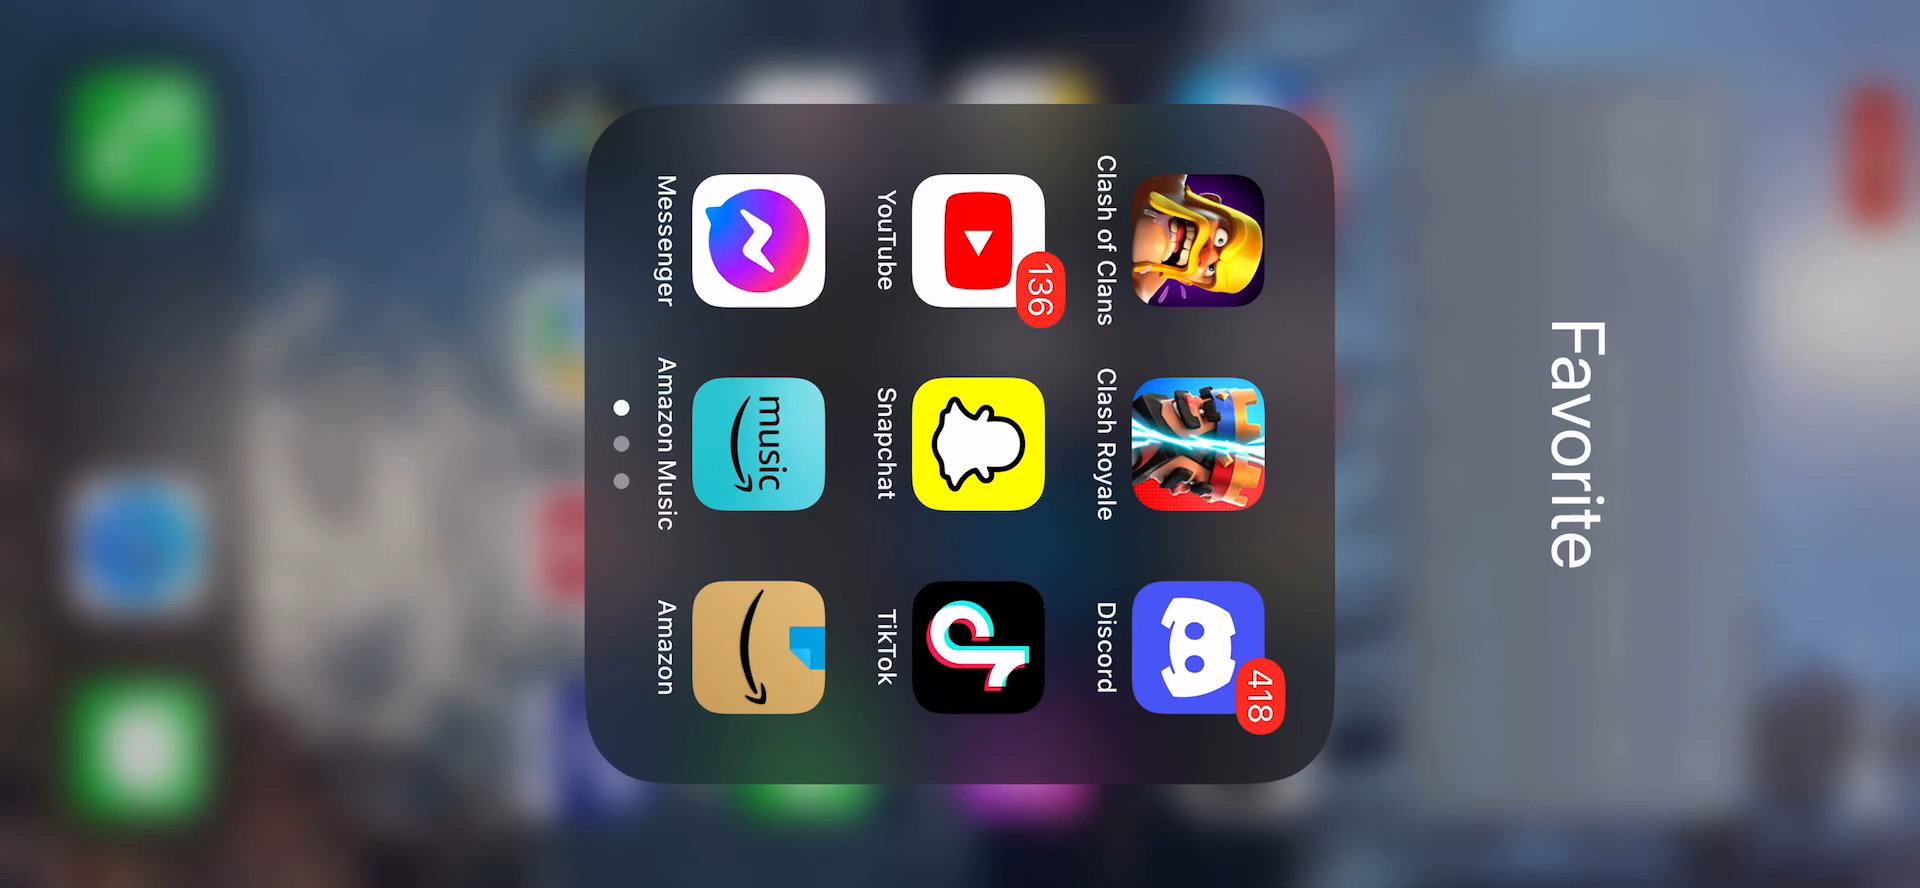 Favorite
418
Clash of Clans
Clash Royale
Discord
136
YouTube
Snapchat
TikTok
music
Messenger
Amazon Music
Amazon